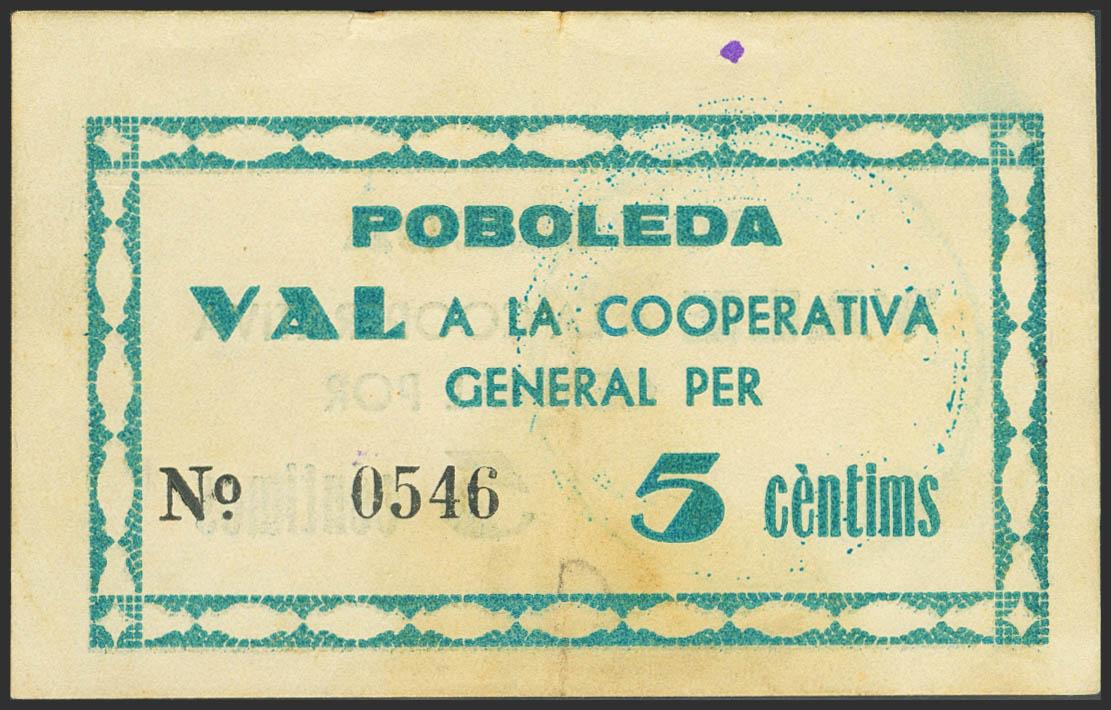 POBOLEDA
VAL A LA COOPERATIVA
GENERAL PER
Nº 0546 5 cèntims